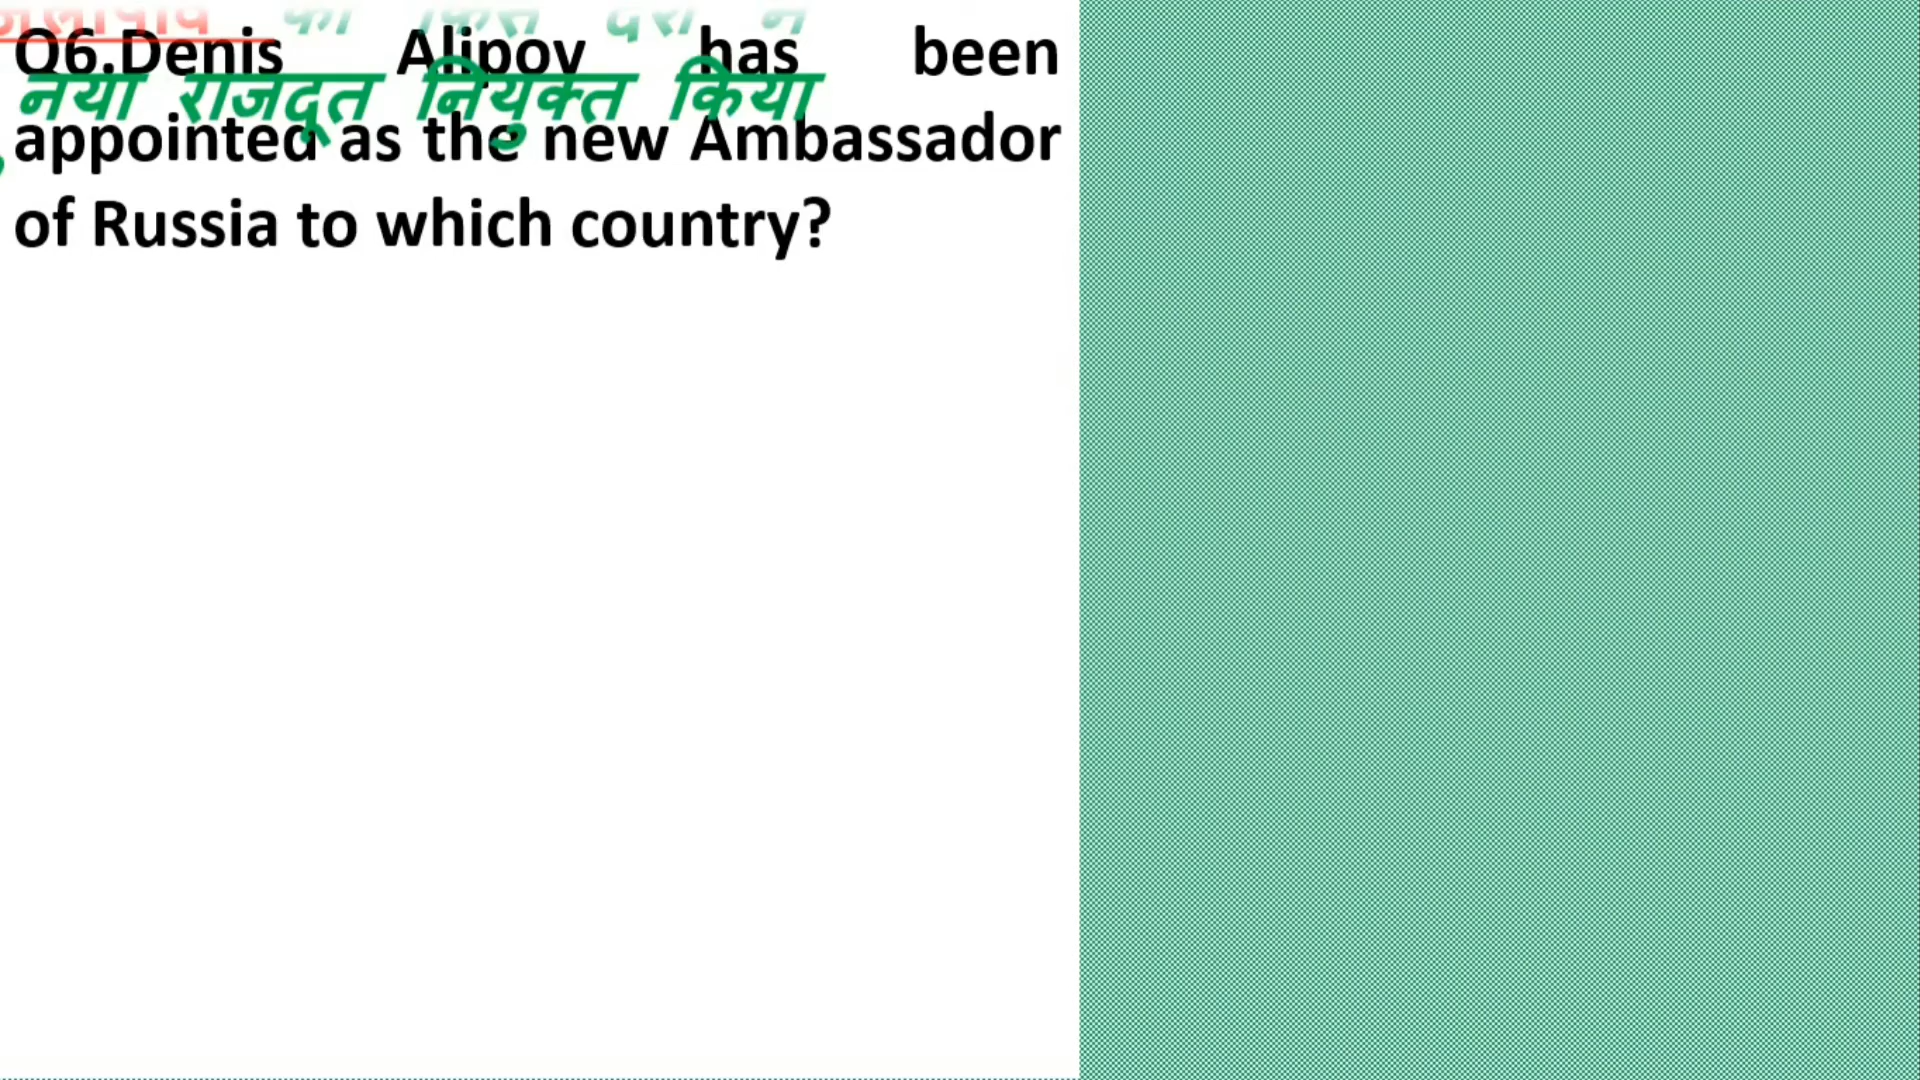 को किस देश ने
Q6.Denis Alipov has been
नया राजदूत नियुक्त किया
appointed as the new Ambassador
of Russia to which country?